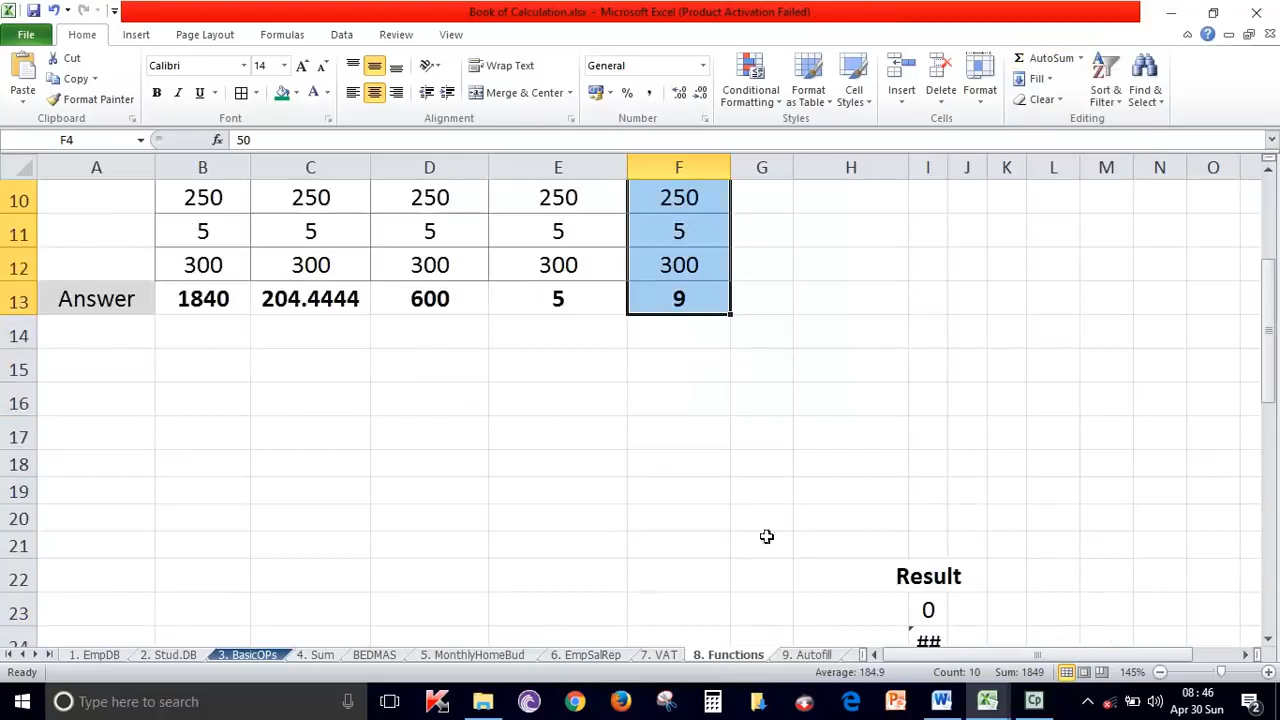 Book of Calculation.xlsx - Microsoft Excel (Product Activation Failed)
File Home Insert Page Layout Formulas Data Review View
Paste
Cut
Copy
Format Painter
Clipboard
Calibri 14
B I U
Font
Wrap Text
Merge & Center
Alignment
General
Number
Conditional Formatting
Format as Table
Cell Styles
Styles
Insert Delete Format
Cells
AutoSum
Fill
Clear
Sort & Filter
Find & Select
Editing
F4 fx 50
A B C D E F G H I J K L M N O
10 250 250 250 250 250
11 5 5 5 5 5
12 300 300 300 300 300
13 Answer 1840 204.4444 600 5 9
14
15
16
17
18
19
20
21
22 Result
23 0
24 ##
1. EmpDB 2. Stud.DB 3. BasicOPs 4. Sum BEDMAS 5. MonthlyHomeBud 6. EmpSalRep 7. VAT 8. Functions 9. Autofill
Ready Average: 184.9 Count: 10 Sum: 1849 145%
Type here to search
08:46
Apr 30 Sun
2